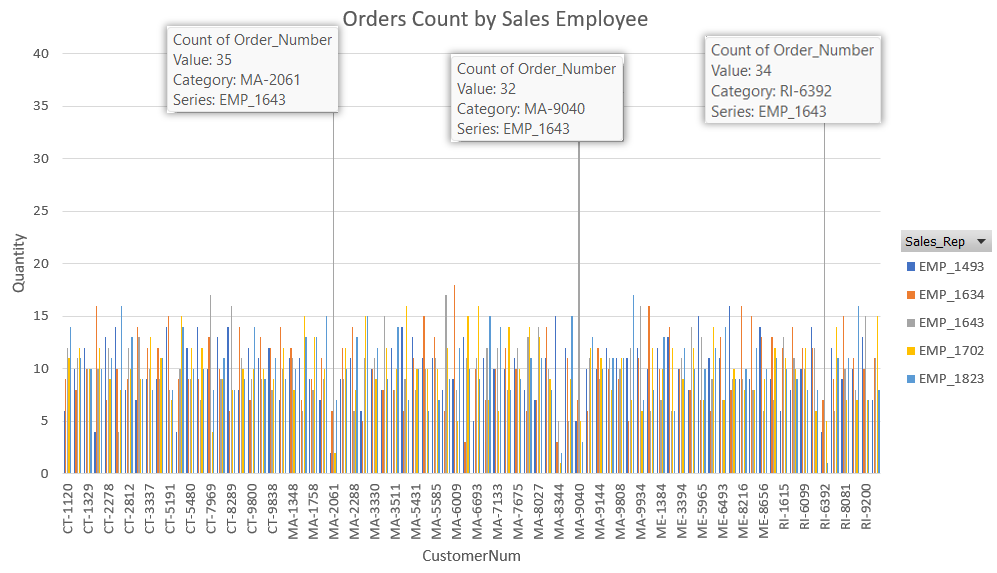 Orders Count by Sales Employee
Count of Order_Number
Value: 35
Category: MA-2061
Series: EMP_1643
Count of Order_Number
Value: 32
Category: MA-9040
Series: EMP_1643
Count of Order_Number
Value: 34
Category: RI-6392
Series: EMP_1643
40
35
30
25
20
15
10
5
0
Quantity
Sales_Rep
EMP_1493
EMP_1634
EMP_1643
EMP_1702
EMP_1823
CT-1120
CT-1329
CT-2278
CT-2812
CT-3337
CT-5191
CT-5480
CT-7969
CT-8289
CT-9800
CT-9838
MA-1348
MA-1758
MA-2061
MA-2288
MA-3330
MA-3511
MA-5431
MA-5585
MA-6009
MA-6693
MA-7133
MA-7675
MA-8027
MA-8344
MA-9040
MA-9144
MA-9808
MA-9934
ME-1384
ME-3394
ME-5965
ME-6493
ME-8216
ME-8656
RI-1615
RI-6099
RI-6392
RI-8081
RI-9200
CustomerNum